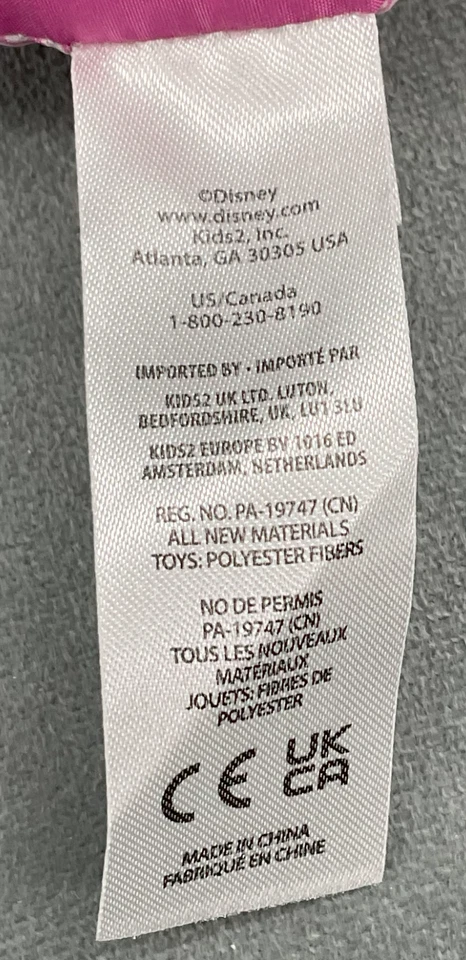 ©Disney
www.disney.com
Kids2, Inc.
Atlanta, GA 30305 USA
US/Canada
1-800-230-8190
IMPORTED BY • IMPORTÉ PAR
KIDS2 UK LTD. LUTON,
BEDFORDSHIRE, UK, LU1 3LU
KIDS2 EUROPE BV 1016 ED
AMSTERDAM, NETHERLANDS
REG. NO. PA-19747 (CN)
ALL NEW MATERIALS
TOYS: POLYESTER FIBERS
NO DE PERMIS
PA-19747 (CN)
TOUS LES NOUVEAUX
MATERIAUX
JOUETS: FIBRES DE
POLYESTER
CE UK
CA
MADE IN CHINA
FABRIQUÉ EN CHINE